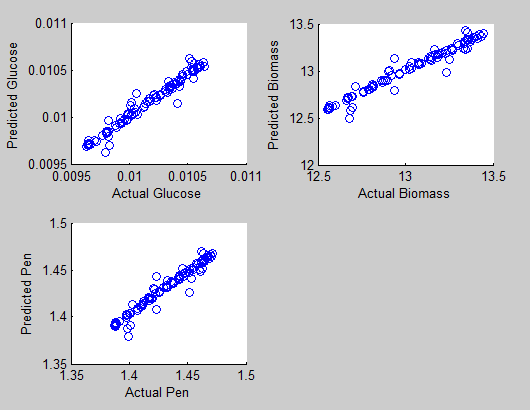 0.011
0.0105
0.01
0.0095
Predicted Glucose
0.0095 0.01 0.0105 0.011
Actual Glucose
13.5
13
12.5
12
Predicted Biomass
12.5 13 13.5
Actual Biomass
1.5
1.45
1.4
1.35
Predicted Pen
1.35 1.4 1.45 1.5
Actual Pen